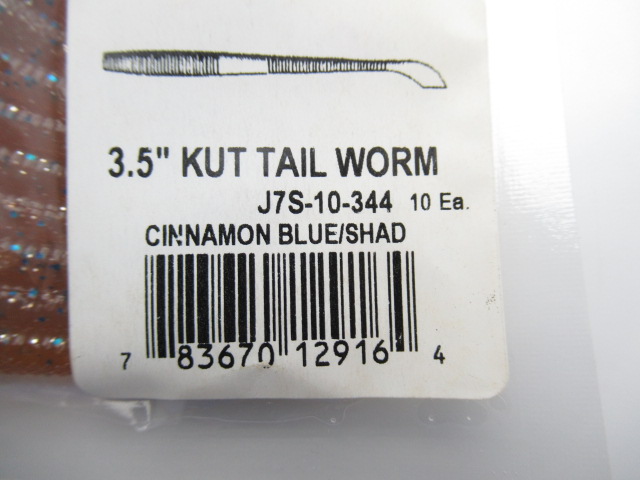 3.5" KUT TAIL WORM
J7S-10-344 10 Ea.
CINNAMON BLUE/SHAD
7 83670 12916 4